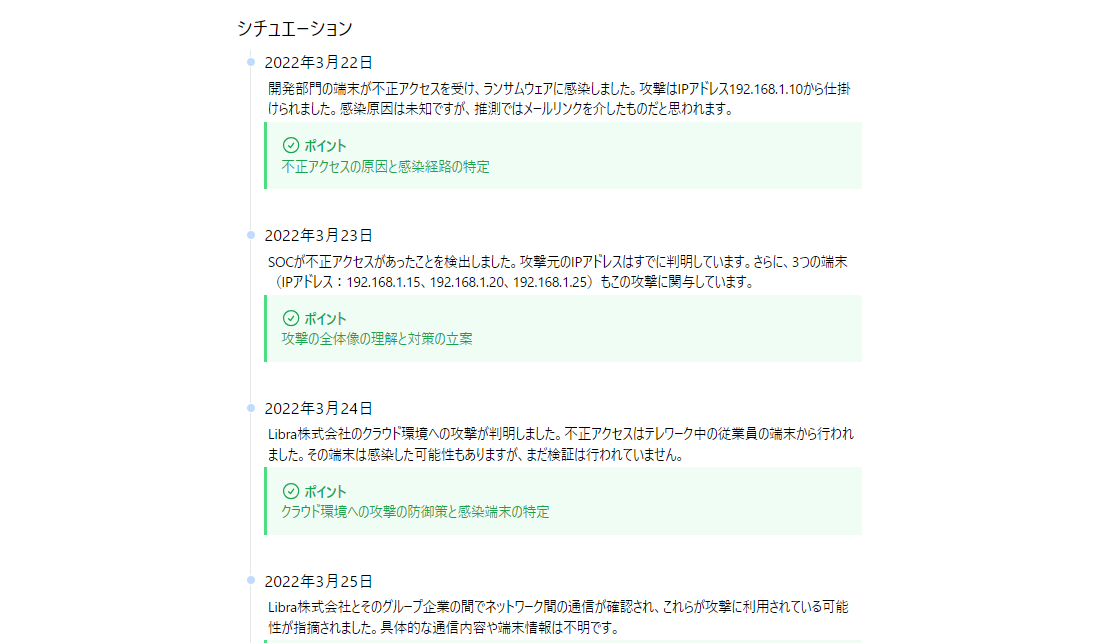 シチュエーション
2022年3月22日
開発部門の端末が不正アクセスを受け、ランサムウェアに感染しました。攻撃はIPアドレス192.168.1.10から仕掛
けられました。感染原因は未知ですが、推測ではメールリンクを介したものだと思われます。
ポイント
不正アクセスの原因と感染経路の特定
2022年3月23日
SOCが不正アクセスがあったことを検出しました。攻撃元のIPアドレスはすでに判明しています。さらに、3つの端末
（IPアドレス：192.168.1.15、192.168.1.20、192.168.1.25）もこの攻撃に関与しています。
ポイント
攻撃の全体像の理解と対策の立案
2022年3月24日
Libra株式会社のクラウド環境への攻撃が判明しました。不正アクセスはテレワーク中の従業員の端末から行われ
ました。その端末は感染した可能性もありますが、まだ検証は行われていません。
ポイント
クラウド環境への攻撃の防御策と感染端末の特定
2022年3月25日
Libra株式会社とそのグループ企業の間でネットワーク間の通信が確認され、これらが攻撃に利用されている可能
性が指摘されました。具体的な通信内容や端末情報は不明です。